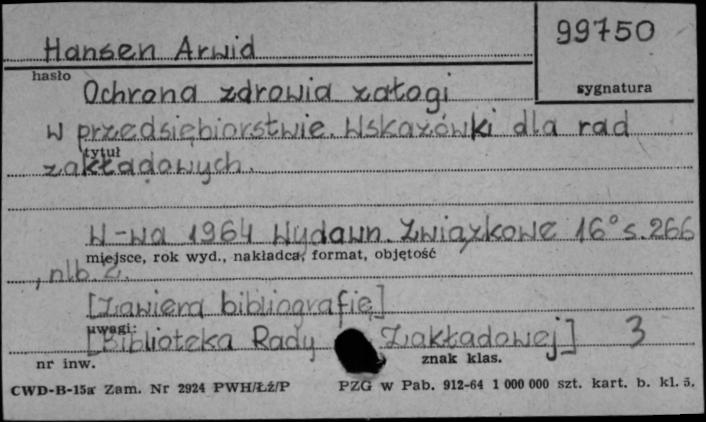 99750
Hansen Arwid
hasło
sygnatura
Ochrona zdrowia załogi
w przedsiębiorstwie. Wskazówki dla rad
tytuł
zakładowych.
W-wa 1964 Wydawn. Związkowe 16° s. 266
miejsce, rok wyd., nakładca, format, objętość
, nlb. 2.
[Zawiera bibliografię]
uwagi:
[Biblioteka Rady Zakładowej] 3
nr inw.
znak klas.
CWD-B-15a Zam. Nr 2924 PWH/Łź/P PZG w Pab. 912-64 1 000 000 szt. kart. b. kl. 5.